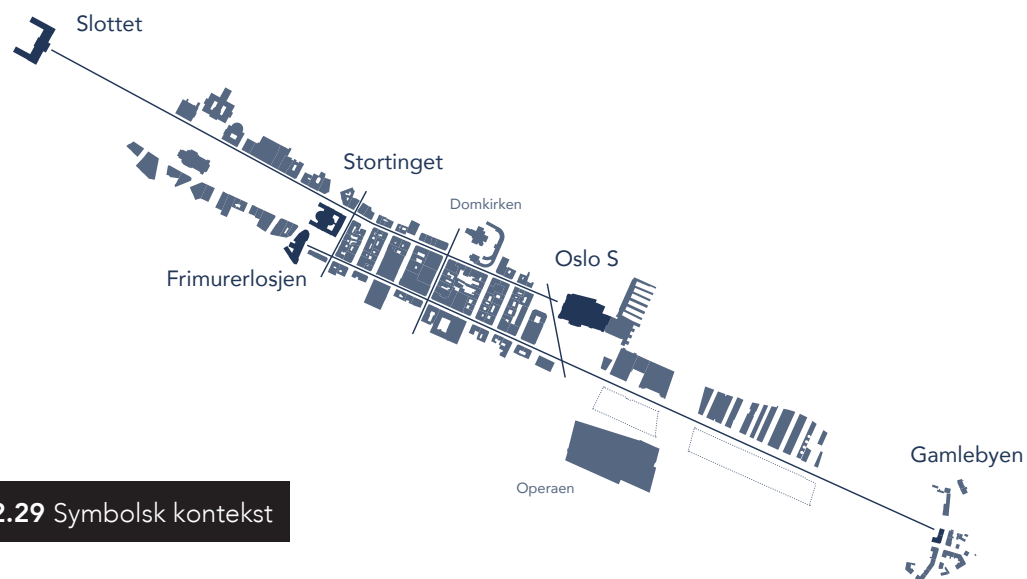 Slottet
Stortinget
Domkirken
Oslo S
Frimurerlosjen
Gamlebyen
Operaen
2.29 Symbolsk kontekst